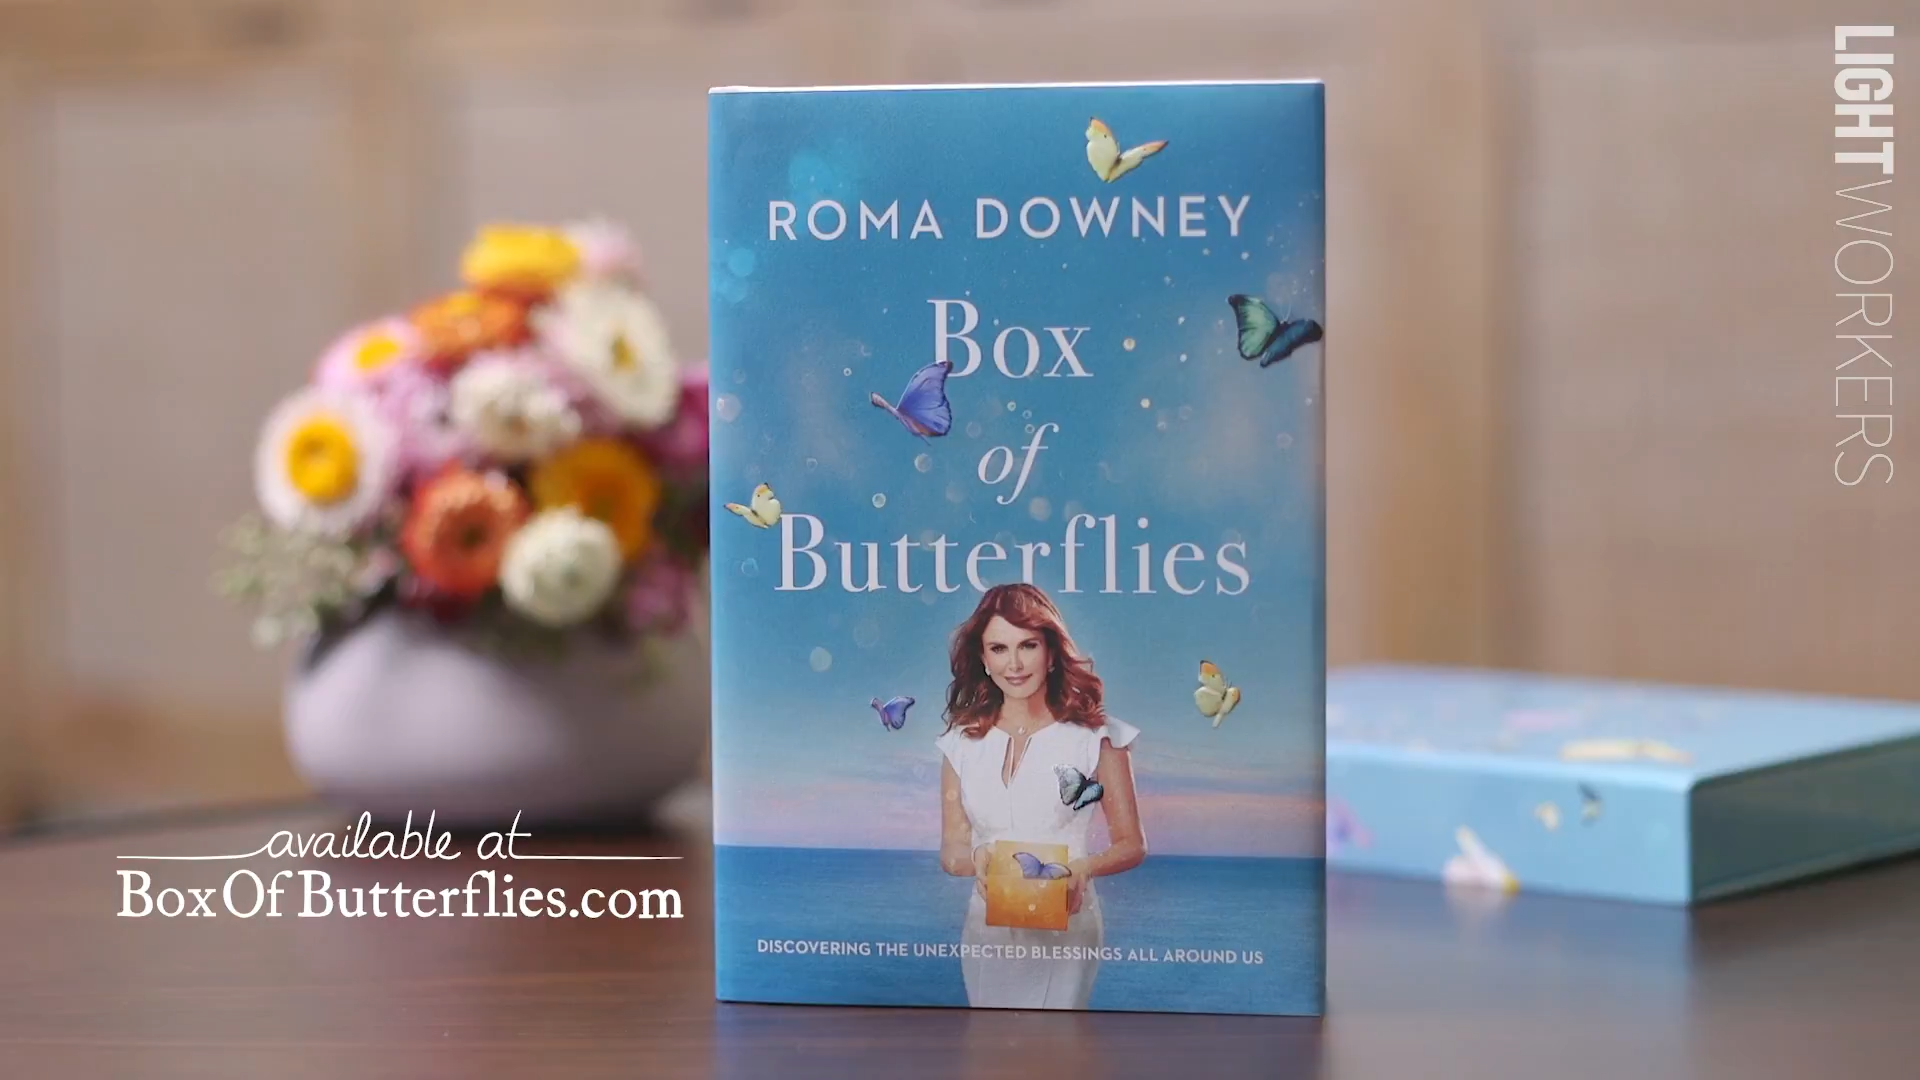 ROMA DOWNEY
Box
of
Butterflies
DISCOVERING THE UNEXPECTED BLESSINGS ALL AROUND US
available at
BoxOfButterflies.com
LIGHTWORKERS